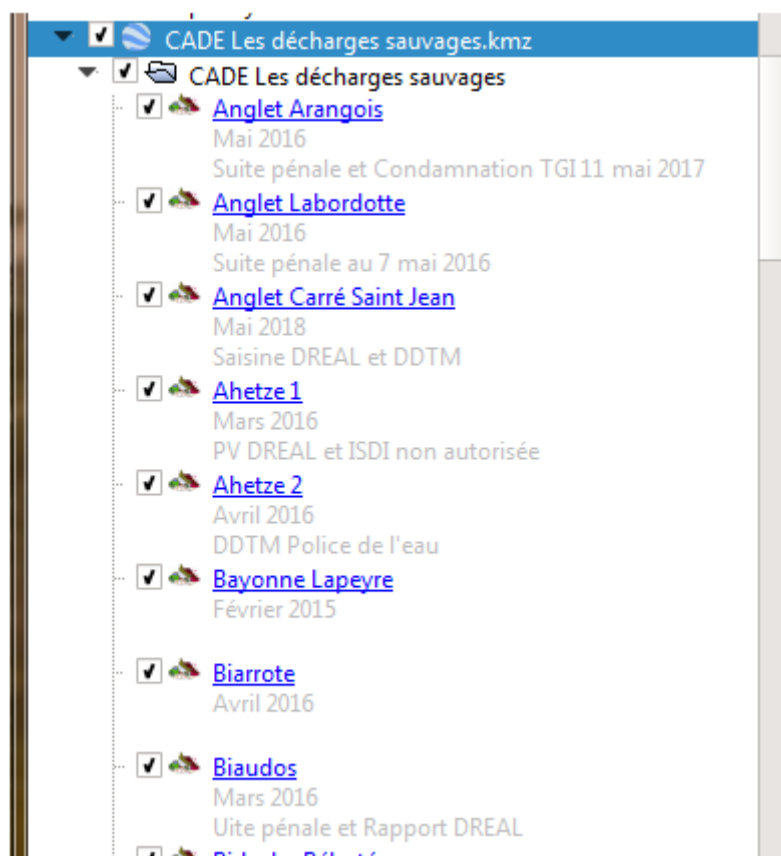 CADE Les décharges sauvages.kmz
CADE Les décharges sauvages
Anglet Arangois
Mai 2016
Suite pénale et Condamnation TGI 11 mai 2017
Anglet Labordotte
Mai 2016
Suite pénale au 7 mai 2016
Anglet Carré Saint Jean
Mai 2018
Saisine DREAL et DDTM
Ahetze 1
Mars 2016
PV DREAL et ISDI non autorisée
Ahetze 2
Avril 2016
DDTM Police de l'eau
Bayonne Lapeyre
Février 2015
Biarrote
Avril 2016
Biaudos
Mars 2016
Uite pénale et Rapport DREAL